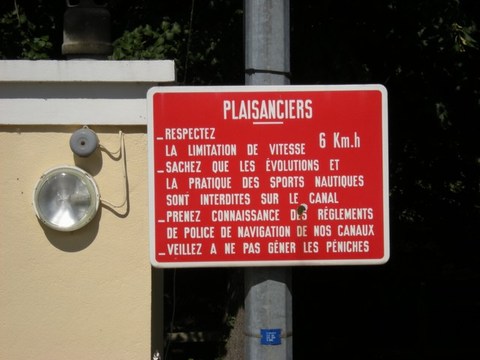 PLAISANCIERS
_ RESPECTEZ
LA LIMITATION DE VITESSE 6 Km.h
_ SACHEZ QUE LES ÉVOLUTIONS ET
LA PRATIQUE DES SPORTS NAUTIQUES
SONT INTERDITES SUR LE CANAL
_ PRENEZ CONNAISSANCE DES RÉGLEMENTS
DE POLICE DE NAVIGATION DE NOS CANAUX
_ VEILLEZ A NE PAS GÊNER LES PÉNICHES